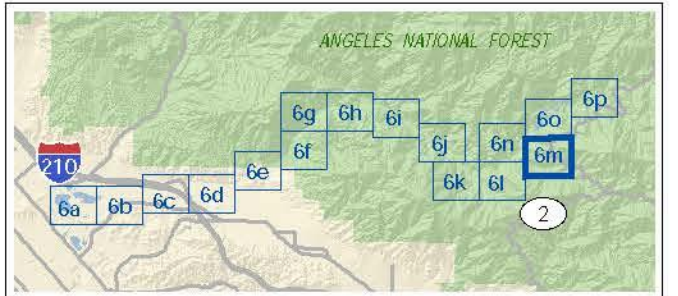 ANGELES NATIONAL FOREST
6p
6g 6h 6i 6o
6f 6j 6n 6m
210 6e 6k 6l
6a 6b 6c 6d 2